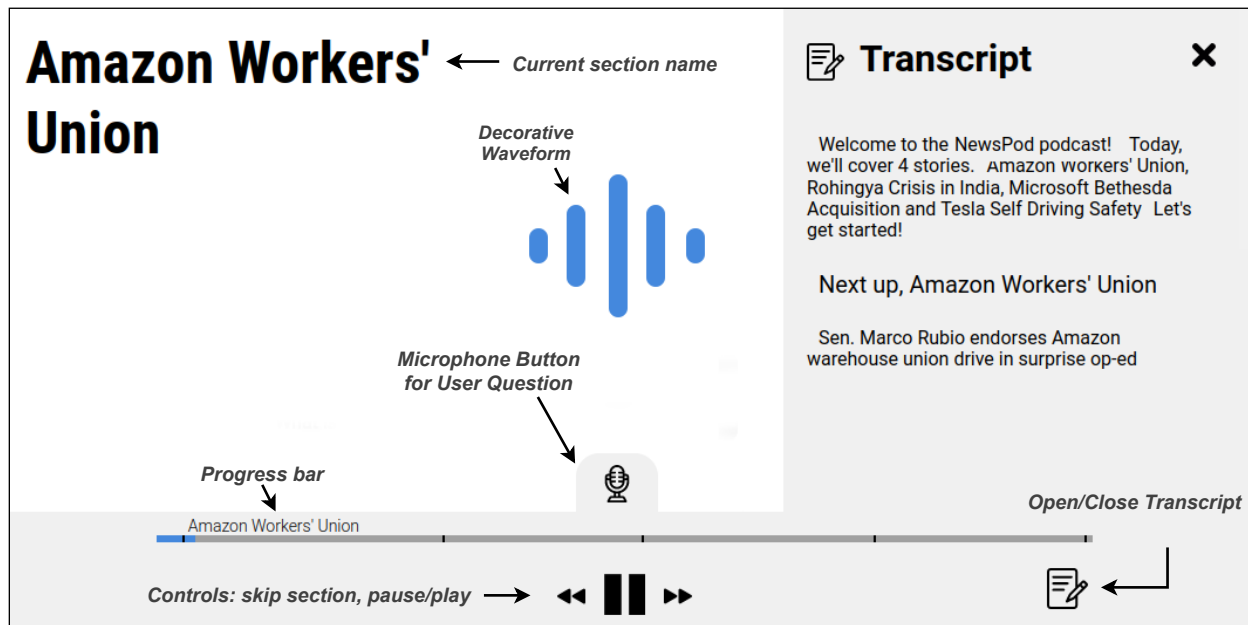 Amazon Workers'
Union
Current section name
Decorative
Waveform
Microphone Button
for User Question
Progress bar
Amazon Workers' Union
Controls: skip section, pause/play
Transcript
Welcome to the NewsPod podcast! Today,
we'll cover 4 stories. Amazon Workers' Union,
Rohingya Crisis in India, Microsoft Bethesda
Acquisition and Tesla Self Driving Safety Let's
get started!
Next up, Amazon Workers' Union
Sen. Marco Rubio endorses Amazon
warehouse union drive in surprise op-ed
Open/Close Transcript